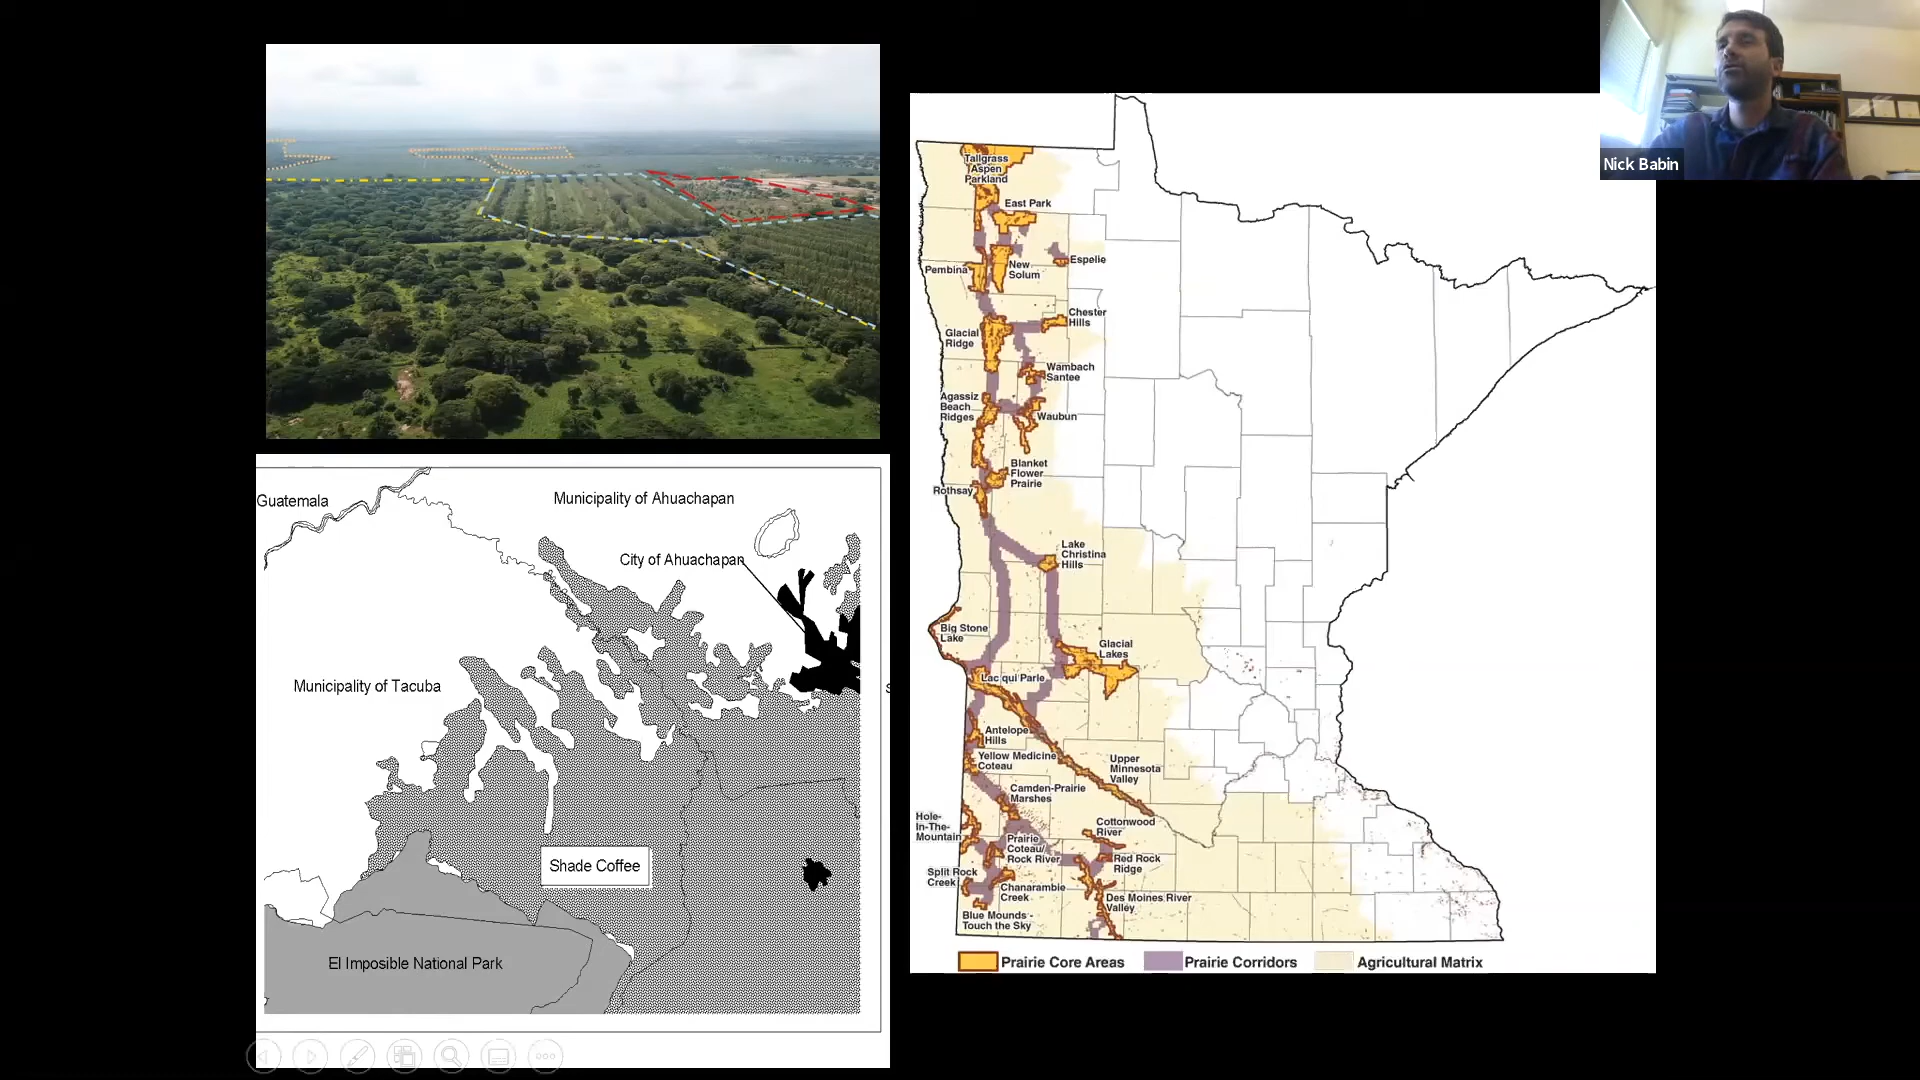 Nick Babin
Guatemala
Municipality of Ahuachapan
City of Ahuachapan
Municipality of Tacuba
Shade Coffee
El Imposible National Park
Tallgrass
Aspen
Parkland
East Park
Pembina
New
Solum
Espelie
Chester
Hills
Glacial
Ridge
Wambach
Santee
Agassiz
Beach
Ridges
Waubun
Blanket
Flower
Prairie
Rothsay
Lake
Christina
Hills
Big Stone
Lake
Glacial
Lakes
Lac qui Parle
Antelope
Hills
Yellow Medicine
Coteau
Upper
Minnesota
Valley
Camden-Prairie
Marshes
Hole-
In-The-
Mountain
Cottonwood
River
Prairie
Coteau/
Rock River
Red Rock
Ridge
Split Rock
Creek
Chanarambie
Creek
Des Moines River
Valley
Blue Mounds -
Touch the Sky
Prairie Core Areas
Prairie Corridors
Agricultural Matrix